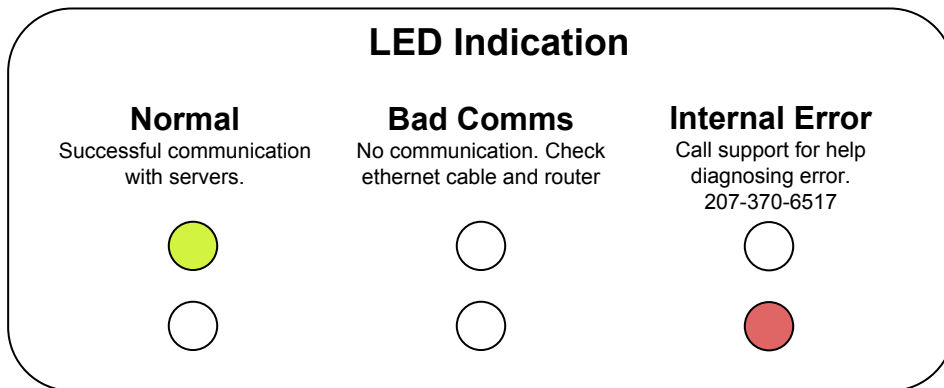 LED Indication
Normal
Successful communication
with servers.
Bad Comms
No communication. Check
ethernet cable and router
Internal Error
Call support for help
diagnosing error.
207-370-6517